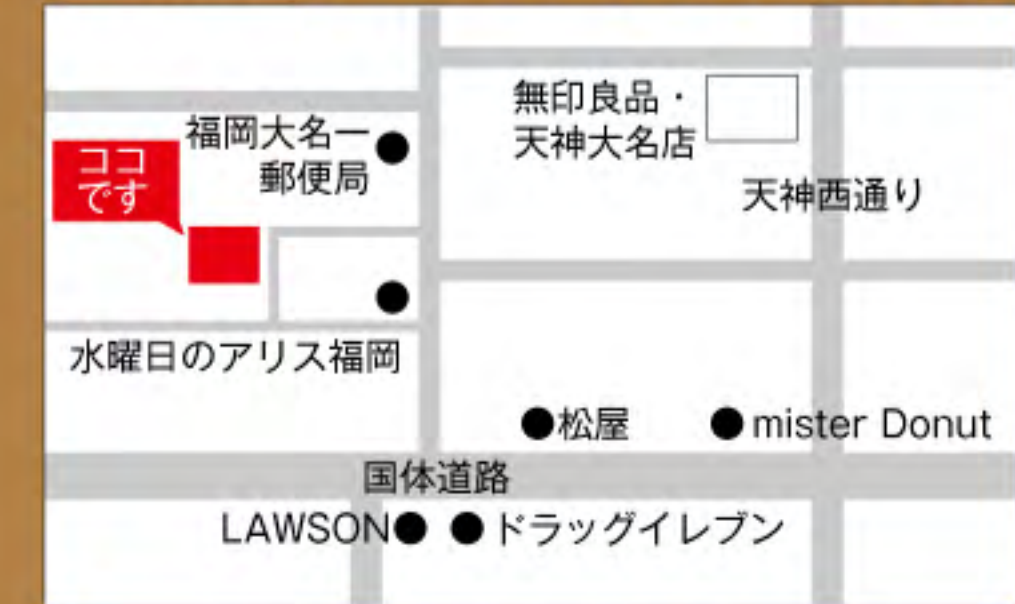 無印良品・
天神大名店
福岡大名一
郵便局
ココ
です
天神西通り
水曜日のアリス福岡
松屋
mister Donut
国体道路
LAWSON
ドラッグイレブン